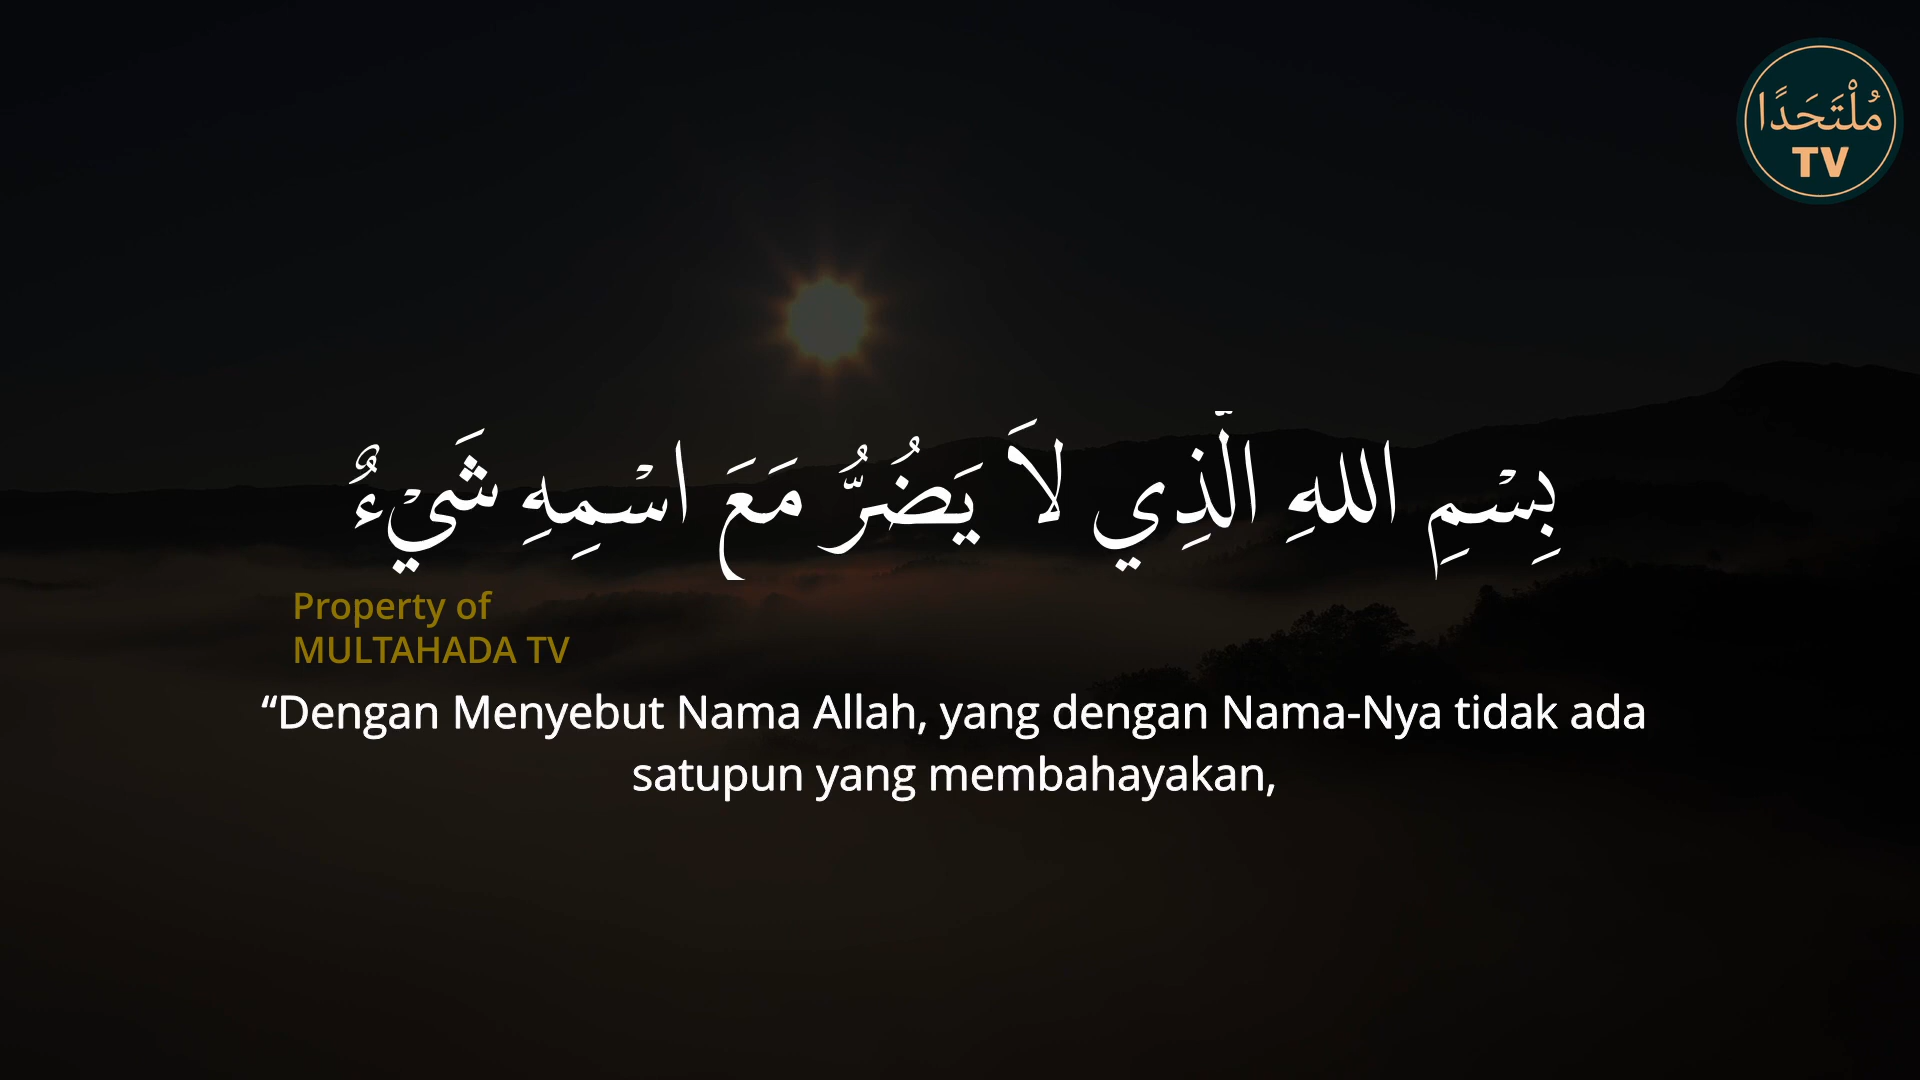 مُلْتَحَدًا
TV
بِسْمِ اللهِ الَّذِي لاَ يَضُرُّ مَعَ اسْمِهِ شَيْءٌ
Property of
MULTAHADA TV
“Dengan Menyebut Nama Allah, yang dengan Nama-Nya tidak ada
satupun yang membahayakan,